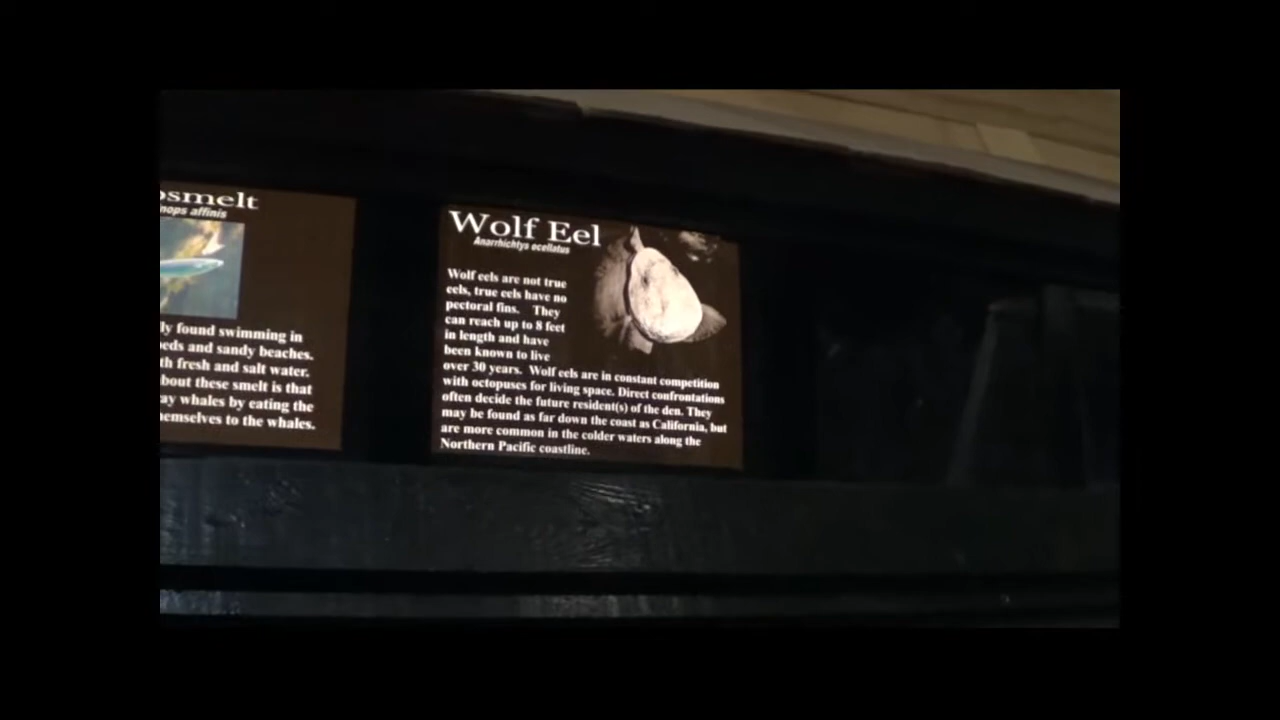 smelt
nops affinis
ly found swimming in
eds and sandy beaches.
th fresh and salt water.
bout these smelt is that
ay whales by eating the
emselves to the whales.
Wolf Eel
Anarrhichtys ocellatus
Wolf eels are not true
eels, true eels have no
pectoral fins. They
can reach up to 8 feet
in length and have
been known to live
over 30 years. Wolf eels are in constant competition
with octopuses for living space. Direct confrontations
often decide the future resident(s) of the den. They
may be found as far down the coast as California, but
are more common in the colder waters along the
Northern Pacific coastline.